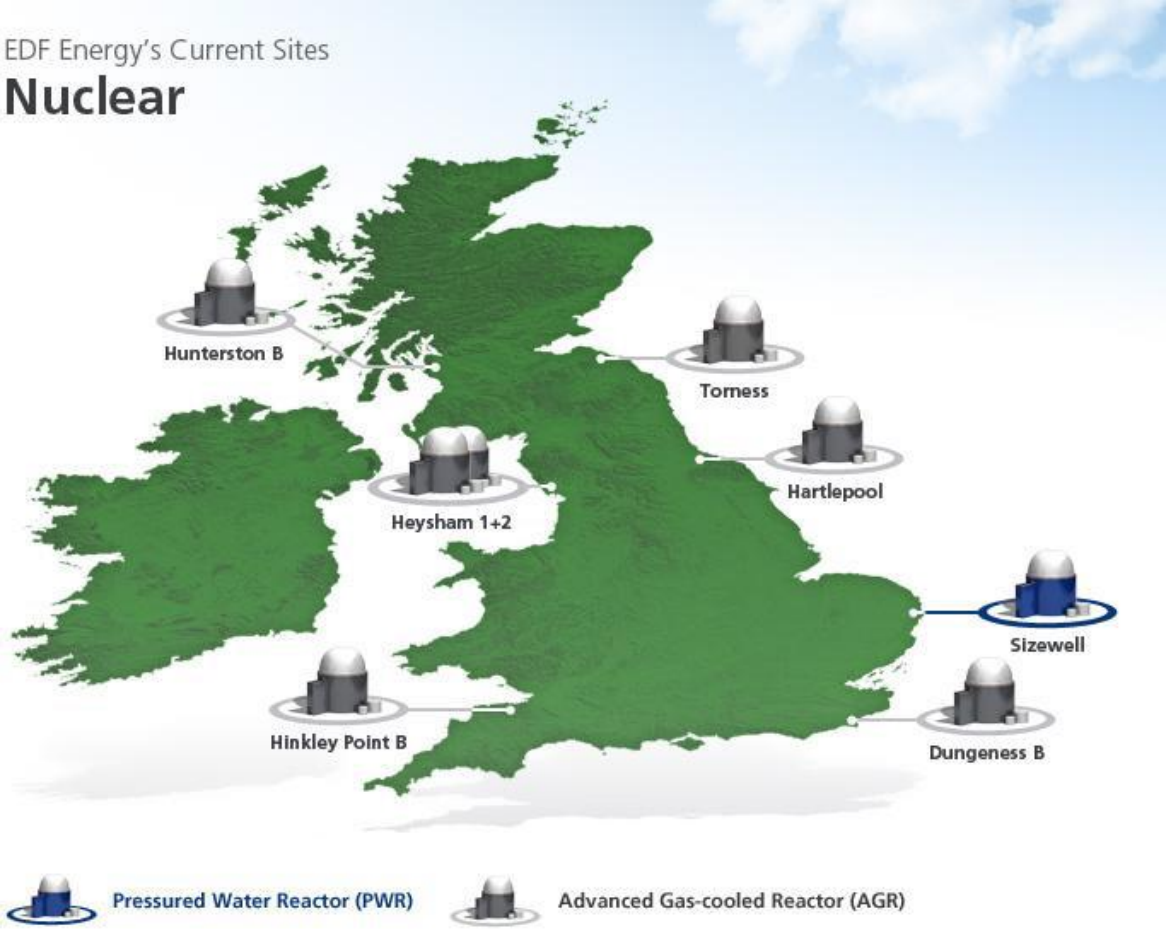 EDF Energy's Current Sites
Nuclear
Hunterston B
Torness
Hartlepool
Heysham 1+2
Sizewell
Hinkley Point B
Dungeness B
Pressured Water Reactor (PWR)
Advanced Gas-cooled Reactor (AGR)